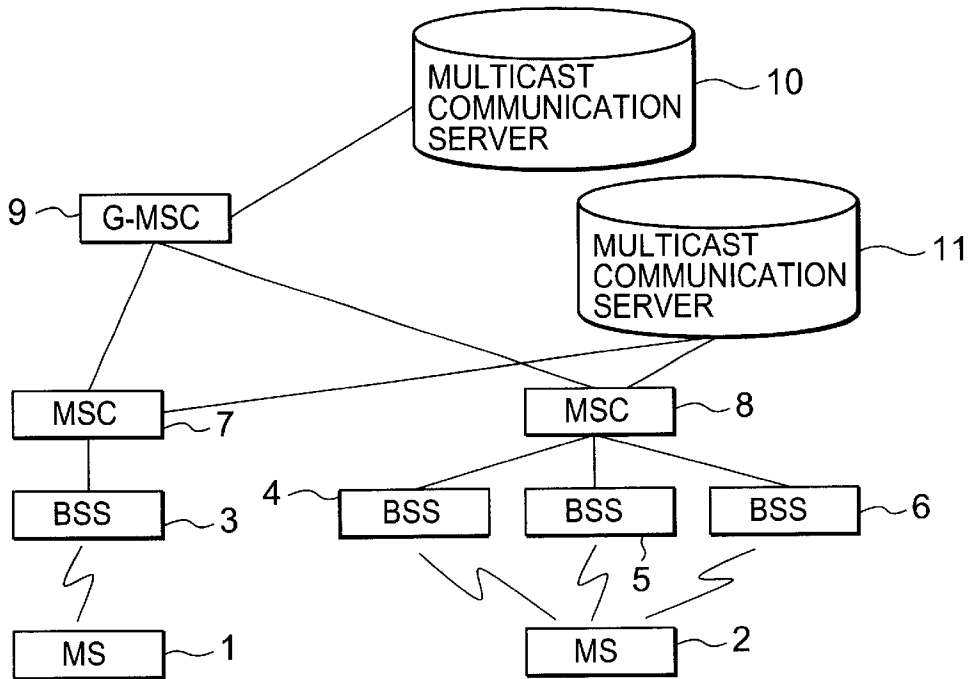 MULTICAST
COMMUNICATION
SERVER
10
9
G-MSC
MULTICAST
COMMUNICATION
SERVER
11
MSC
7
MSC
8
BSS
3
4
BSS
BSS
5
BSS
6
MS
1
MS
2